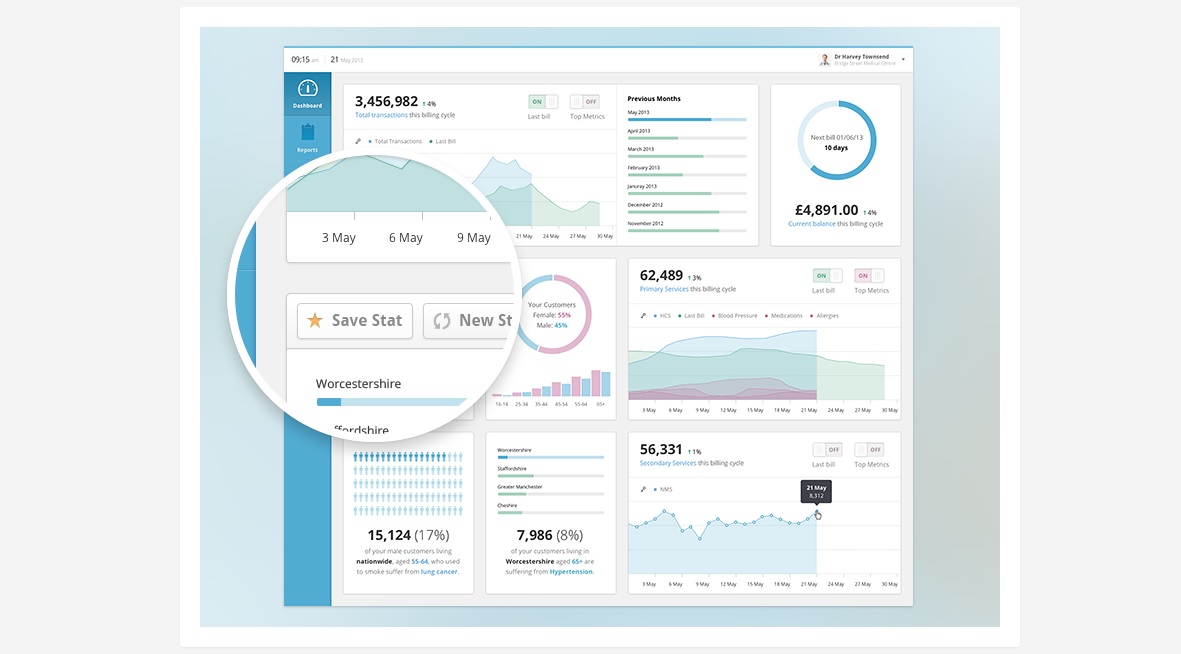 09:15 am
21 May 2013
Dr Harvey Townsend
Bridge Street Medical Centre
Dashboard
Reports
3,456,982 ↑ 4%
Total transactions this billing cycle
ON
OFF
Last bill
Top Metrics
Total Transactions
Last Bill
21 May
24 May
27 May
30 May
Previous Months
May 2013
April 2013
March 2013
February 2013
Januray 2013
December 2012
November 2012
Next bill 01/06/13
10 days
£4,891.00 ↑ 4%
Current balance this billing cycle
3 May
6 May
9 May
Save Stat
New St
Worcestershire
ffordshire
Your Customers
Female: 55%
Male: 45%
16-18
25-34
35-44
45-54
55-64
65+
62,489 ↑ 3%
Primary Services this billing cycle
ON
ON
Last bill
Top Metrics
HCS
Last Bill
Blood Pressure
Medications
Allergies
3 May
6 May
9 May
12 May
15 May
18 May
21 May
24 May
27 May
30 May
15,124 (17%)
of your male customers living
nationwide, aged 55-64, who used
to smoke suffer from lung cancer.
Worcestershire
Staffordshire
Greater Manchester
Cheshire
7,986 (8%)
of your customers living in
Worcestershire aged 65+ are
suffering from Hypertension.
56,331 ↑ 1%
Secondary Services this billing cycle
OFF
OFF
Last bill
Top Metrics
NMS
21 May
8,312
3 May
6 May
9 May
12 May
15 May
18 May
21 May
24 May
27 May
30 May